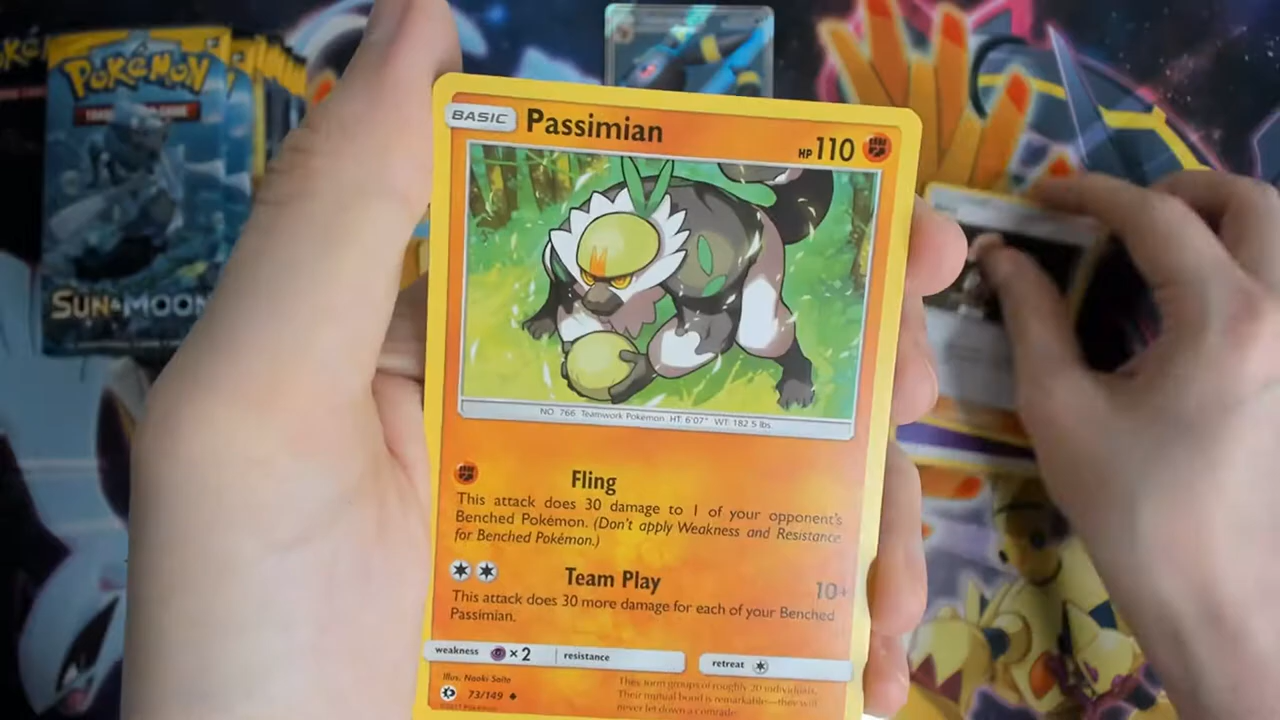 POKÉMON
SUN & MOON
BASIC Passimian HP 110
NO. 766 Teamwork Pokémon HT: 6'07" WT: 182.5 lbs.
Fling
This attack does 30 damage to 1 of your opponent's
Benched Pokémon. (Don't apply Weakness and Resistance
for Benched Pokémon.)
Team Play 10+
This attack does 30 more damage for each of your Benched
Passimian.
weakness ×2 resistance retreat
Illus. Naoki Saito
73/149
©2017 Pokémon
They form groups of roughly 20 individuals.
Their mutual bond is remarkable—they will
never let down a comrade.